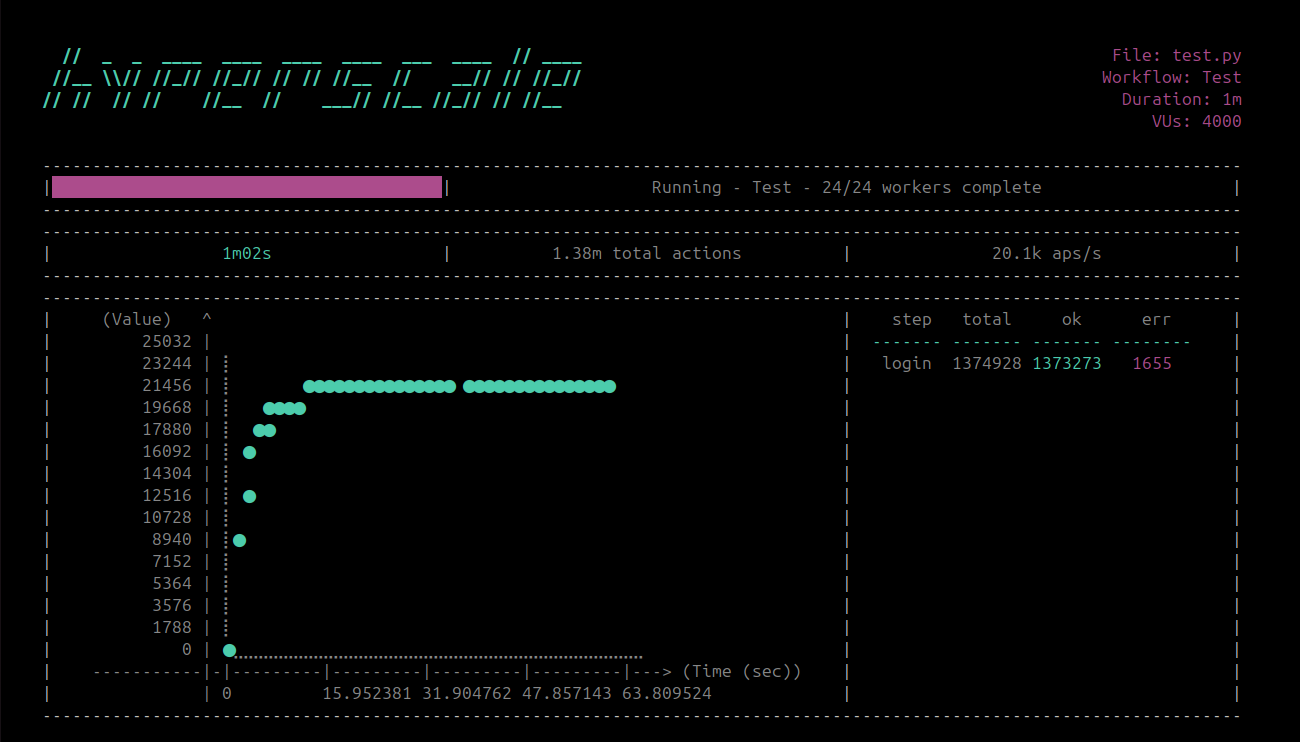 hyperscale
File: test.py
Workflow: Test
Duration: 1m
VUs: 4000
Running - Test - 24/24 workers complete
1m02s
1.38m total actions
20.1k aps/s
(Value) ^
25032
23244
21456
19668
17880
16092
14304
12516
10728
8940
7152
5364
3576
1788
0
-----------|-|---------|---------|---------|---------|---> (Time (sec))
0 15.952381 31.904762 47.857143 63.809524
step total ok err
------- ------- ------- --------
login 1374928 1373273 1655